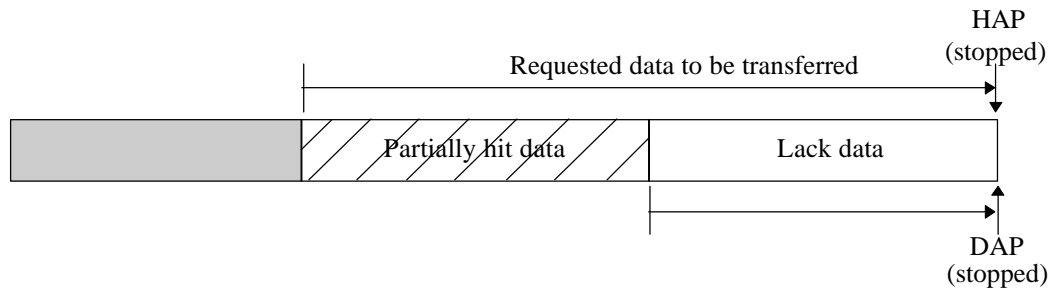 HAP
(stopped)
Requested data to be transferred
Partially hit data
Lack data
DAP
(stopped)